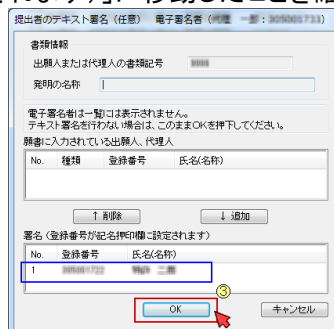 提出者のテキスト署名(任意) 電子署名者(
書類情報
出願人または代理人の書類記号
発明の名称
電子署名者は一覧には表示されません。
テキスト署名を行わない場合は、このままOKを押下してください。
願書に入力されている出願人、代理人
No. 種類 登録番号 氏名(名称)
↑削除 ↓追加
署名(登録番号が記名押印欄に設定されます)
No. 登録番号 氏名(名称)
1
③
OK キャンセル